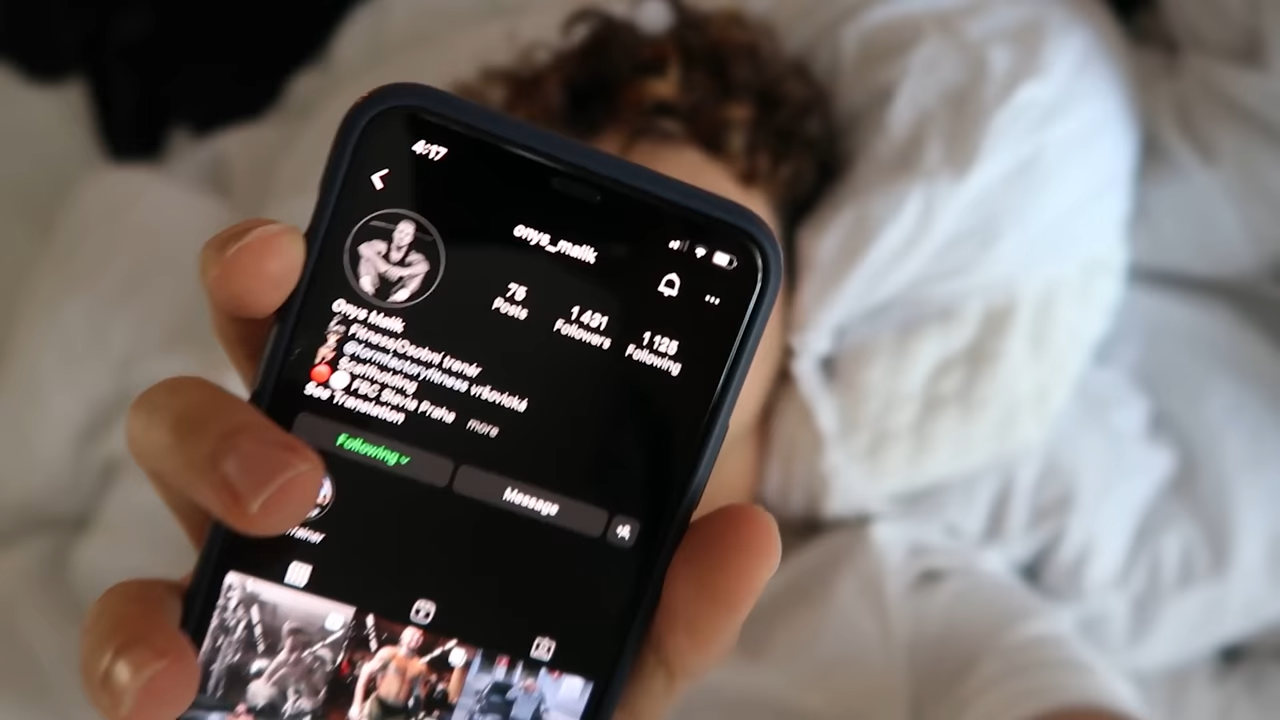 4:17
onys_malik
75 Posts
1 431 Followers
1 125 Following
Onys Malik
Fitness|Osobní trenér
@formfactoryfitness vršovická
Scaffholding
FBC Slavia Praha more
See Translation
Following
Message